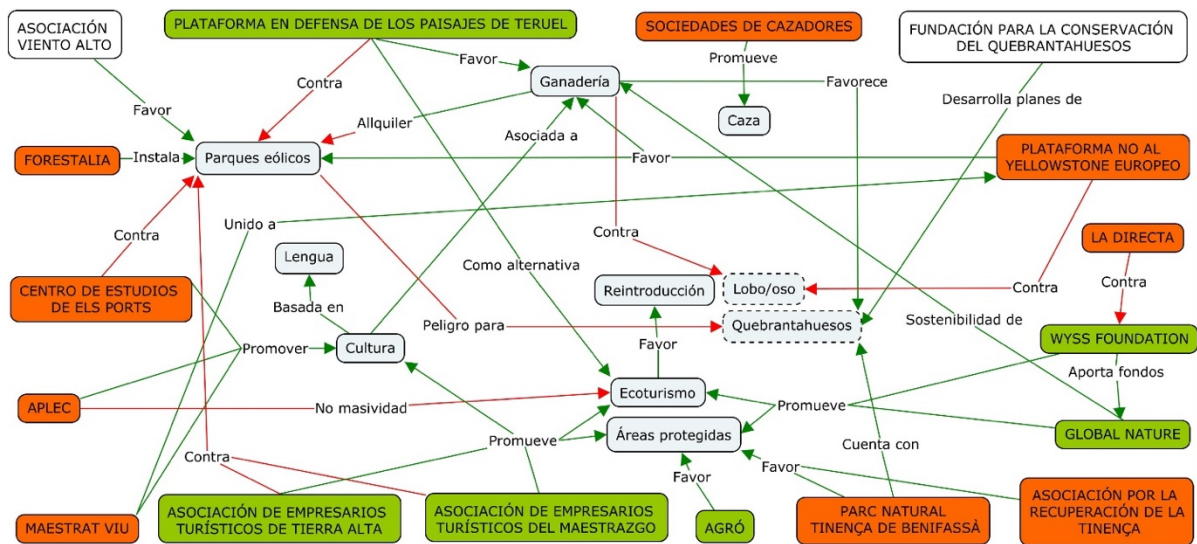 ASOCIACIÓN
VIENTO ALTO
PLATAFORMA EN DEFENSA DE LOS PAISAJES DE TERUEL
SOCIEDADES DE CAZADORES
FUNDACIÓN PARA LA CONSERVACIÓN
DEL QUEBRANTAHUESOS
Favor
Promueve
Contra
Ganadería
Favorece
Desarrolla planes de
Favor
Allquiler
Asociada a
Caza
FORESTALIA
Instala
Parques eólicos
Favor
PLATAFORMA NO AL
YELLOWSTONE EUROPEO
Unido a
Contra
Contra
LA DIRECTA
Lengua
Como alternativa
CENTRO DE ESTUDIOS
DE ELS PORTS
Basada en
Reintroducción
Lobo/oso
Contra
Contra
Peligro para
Quebrantahuesos
Sostenibilidad de
Promover
Cultura
Favor
WYSS FOUNDATION
Aporta fondos
APLEC
No masividad
Ecoturismo
Promueve
Promueve
Áreas protegidas
Cuenta con
GLOBAL NATURE
Contra
Favor
Favor
MAESTRAT VIU
ASOCIACIÓN DE EMPRESARIOS
TURÍSTICOS DE TIERRA ALTA
ASOCIACIÓN DE EMPRESARIOS
TURÍSTICOS DEL MAESTRAZGO
AGRÓ
PARC NATURAL
TINENÇA DE BENIFASSÀ
ASOCIACIÓN POR LA
RECUPERACIÓN DE LA
TINENÇA